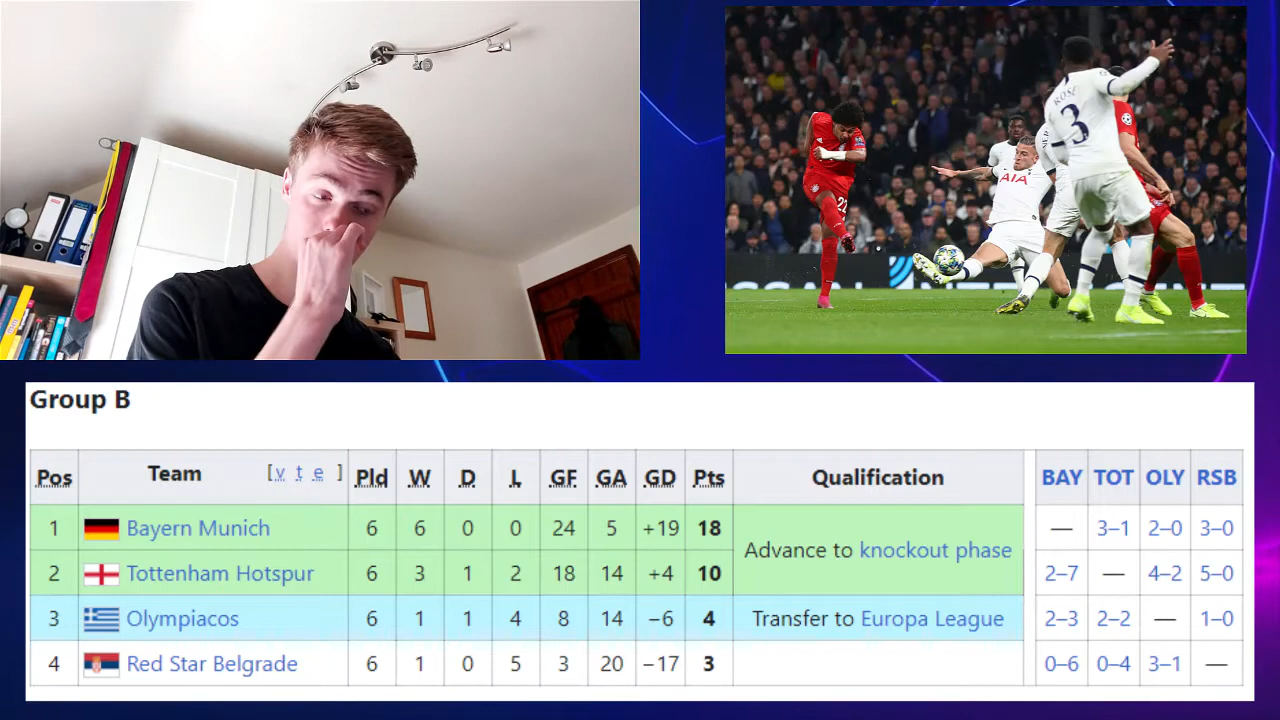 ROSE
3
AIA
22
Group B
Pos Team [v t e] Pld W D L GF GA GD Pts Qualification BAY TOT OLY RSB
1 Bayern Munich 6 6 0 0 24 5 +19 18 Advance to knockout phase — 3–1 2–0 3–0
2 Tottenham Hotspur 6 3 1 2 18 14 +4 10 2–7 — 4–2 5–0
3 Olympiacos 6 1 1 4 8 14 −6 4 Transfer to Europa League 2–3 2–2 — 1–0
4 Red Star Belgrade 6 1 0 5 3 20 −17 3 0–6 0–4 3–1 —